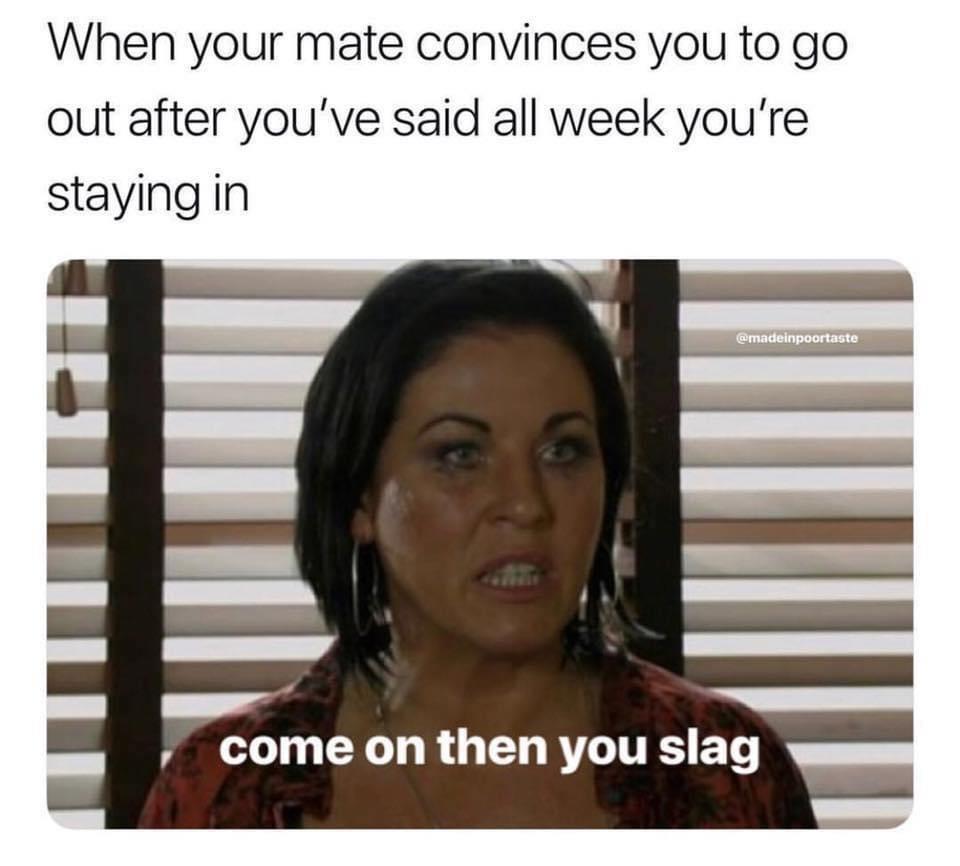 When your mate convinces you to go
out after you’ve said all week you’re
staying in
@madeinpoortaste
come on then you slag